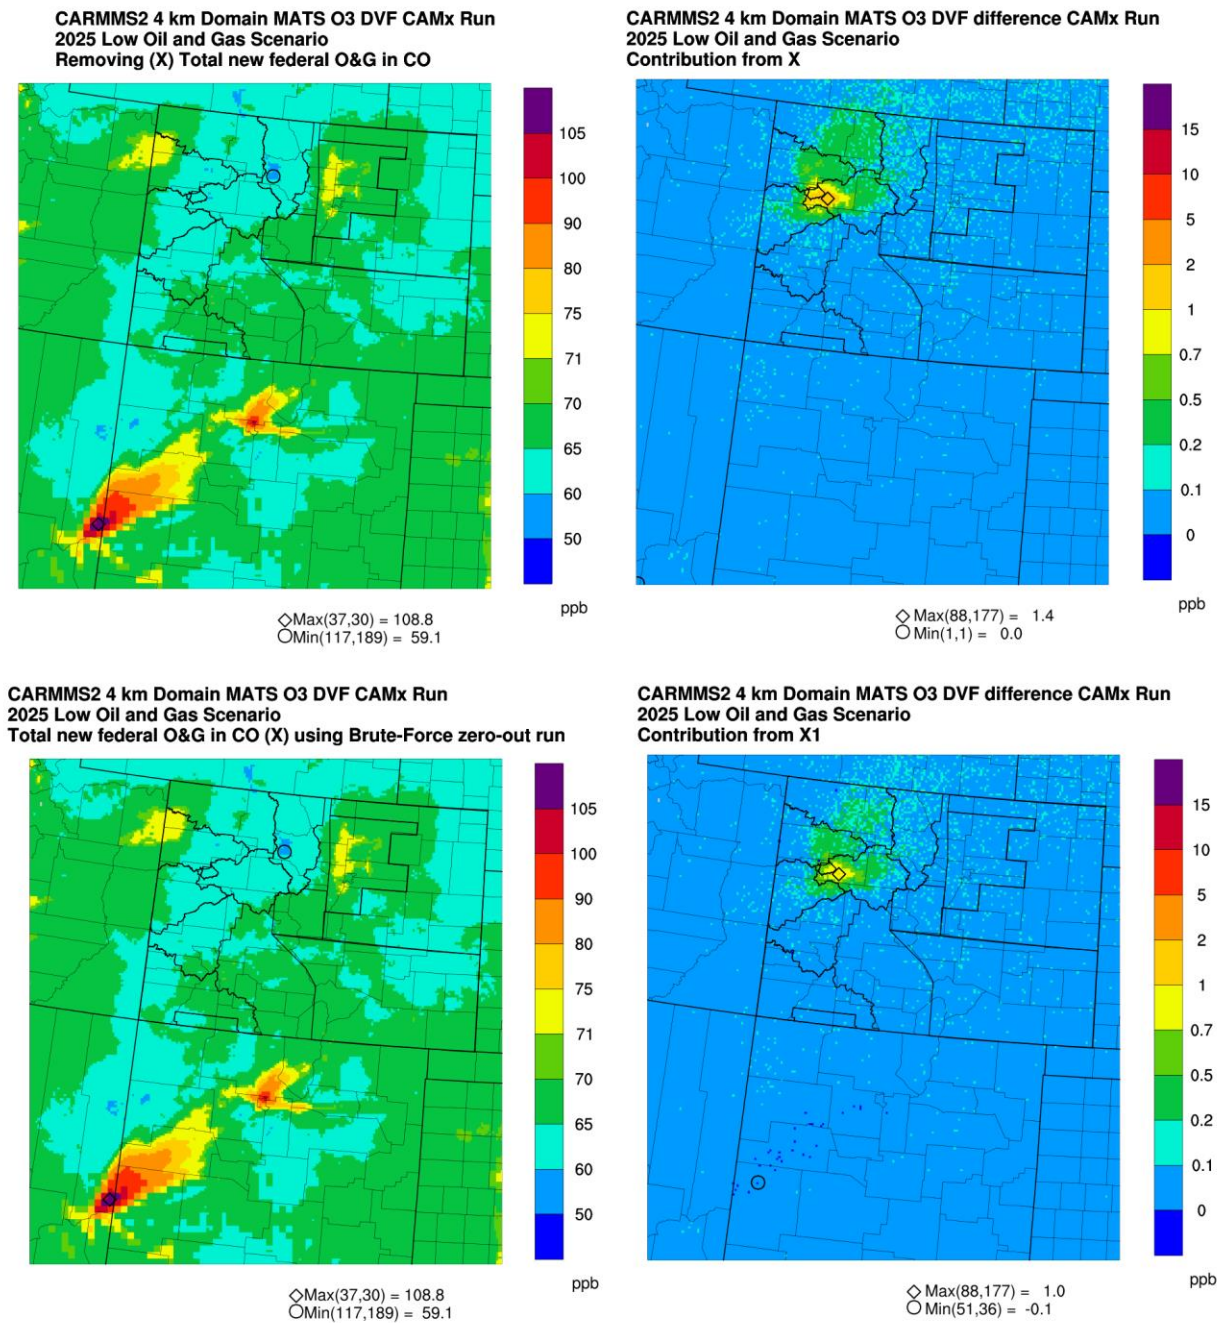 CARMMS2 4 km Domain MATS O3 DVF CAMx Run
2025 Low Oil and Gas Scenario
Removing (X) Total new federal O&G in CO
105
100
90
80
75
71
70
65
60
50
ppb
◇Max(37,30) = 108.8
○Min(117,189) = 59.1
CARMMS2 4 km Domain MATS O3 DVF difference CAMx Run
2025 Low Oil and Gas Scenario
Contribution from X
15
10
5
2
1
0.7
0.5
0.2
0.1
0
ppb
◇ Max(88,177) = 1.4
○ Min(1,1) = 0.0
CARMMS2 4 km Domain MATS O3 DVF CAMx Run
2025 Low Oil and Gas Scenario
Total new federal O&G in CO (X) using Brute-Force zero-out run
105
100
90
80
75
71
70
65
60
50
ppb
◇Max(37,30) = 108.8
○Min(117,189) = 59.1
CARMMS2 4 km Domain MATS O3 DVF difference CAMx Run
2025 Low Oil and Gas Scenario
Contribution from X1
15
10
5
2
1
0.7
0.5
0.2
0.1
0
ppb
◇ Max(88,177) = 1.0
○ Min(51,36) = -0.1